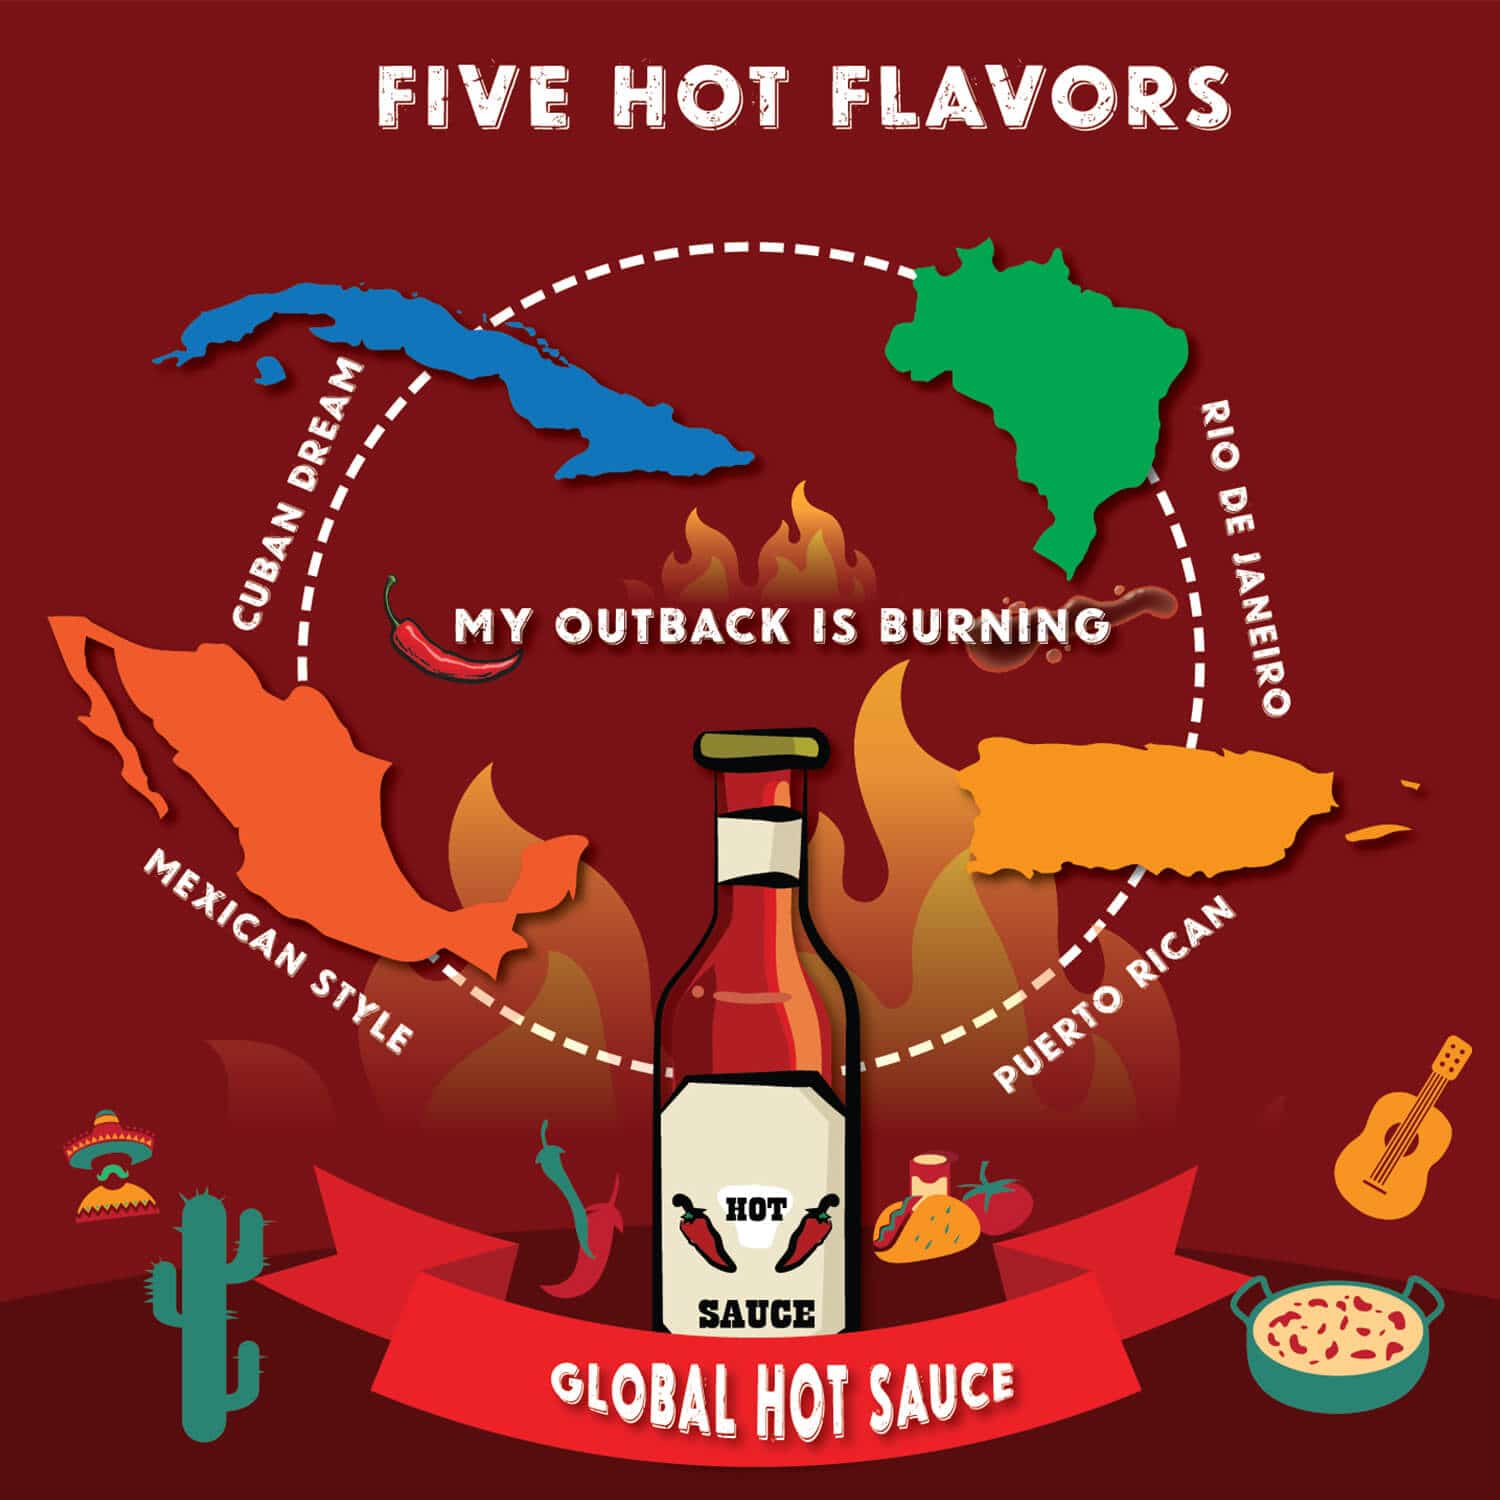 FIVE HOT FLAVORS
CUBAN DREAM
RIO DE JANEIRO
MY OUTBACK IS BURNING
MEXICAN STYLE
PUERTO RICAN
HOT
SAUCE
GLOBAL HOT SAUCE